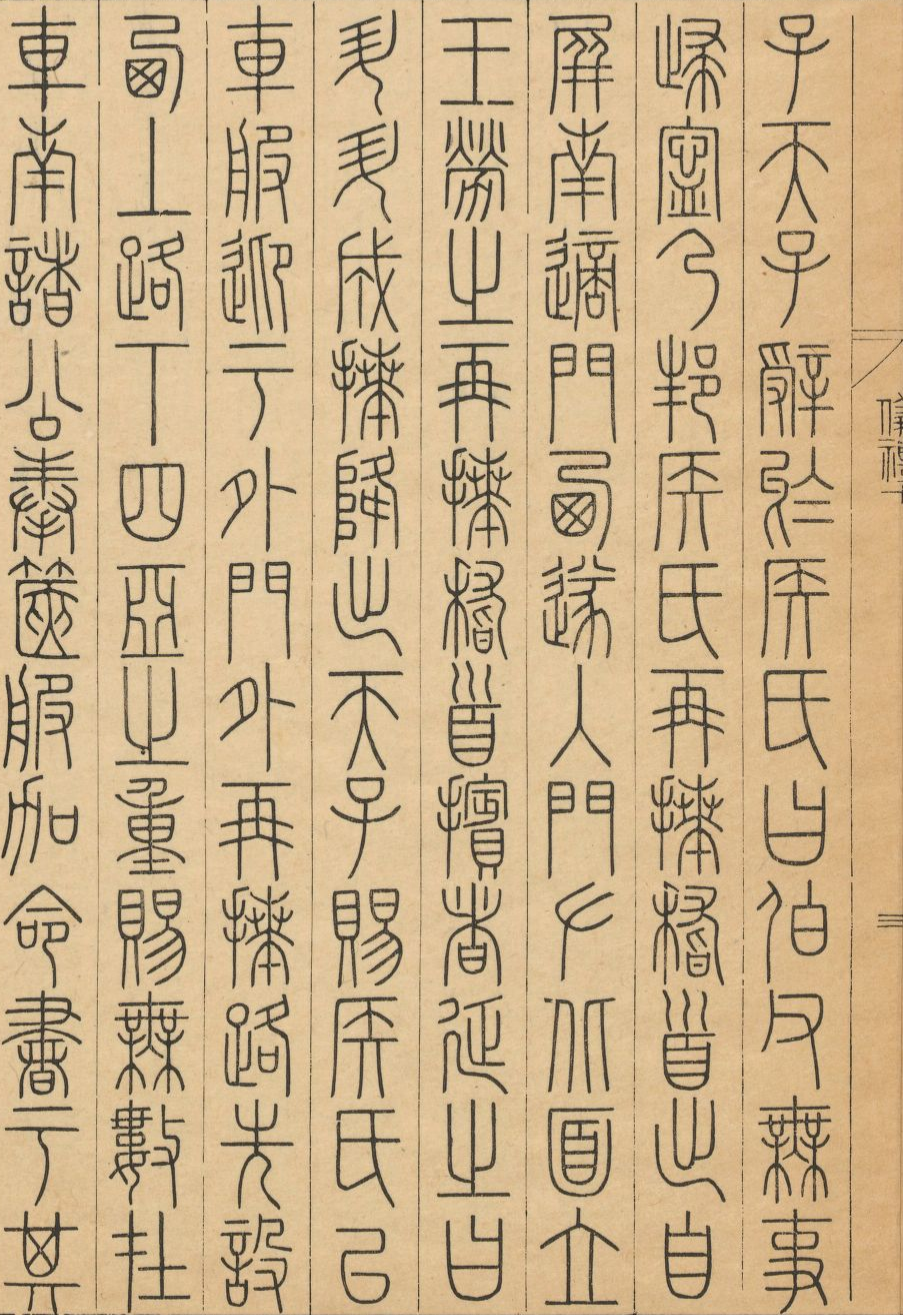 子天子辭於侯氏曰伯父無事
歸寧乃邦侯氏再拜稽首出自
屏南適門西遂入門左北面立
王勞之再拜稽首擯者延之曰
升升成拜降出天子賜侯氏以
車服迎于外門外再拜路先設
西上路下四亞之重賜無數在
車南諸公奉篋服加命書于其
儀禮十